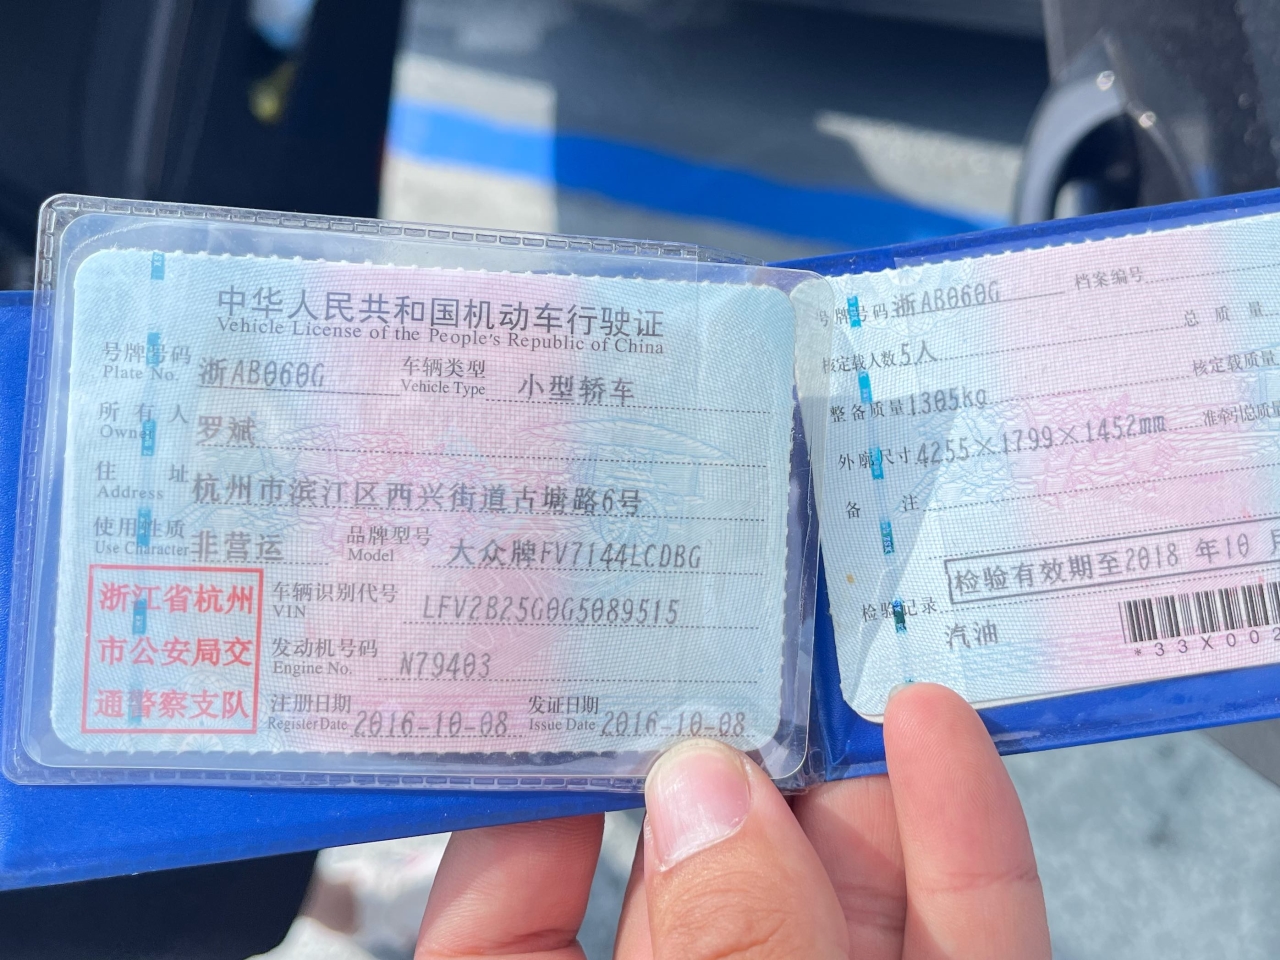 中华人民共和国机动车行驶证
Vehicle License of the People's Republic of China
号牌号码 浙AB060G 车辆类型 小型轿车
Plate No. Vehicle Type
所有人 罗斌
Owner
住址 杭州市滨江区西兴街道古塘路6号
Address
使用性质 非营运 品牌型号 大众牌FV7144LCDBG
Use Character Model
浙江省杭州
市公安局交
通警察支队
车辆识别代号 LFV2B25G0G5089515
VIN
发动机号码 N79403
Engine No.
注册日期 2016-10-08 发证日期 2016-10-08
Register Date Issue Date
号牌号码 浙AB060G 档案编号
核定载人数 5人 总质量
整备质量 1305kg 核定载质量
外廓尺寸 4255×1799×1452mm 准牵引总质量
备注
检验有效期至2018 年10 月
检验记录
汽油
*33X002